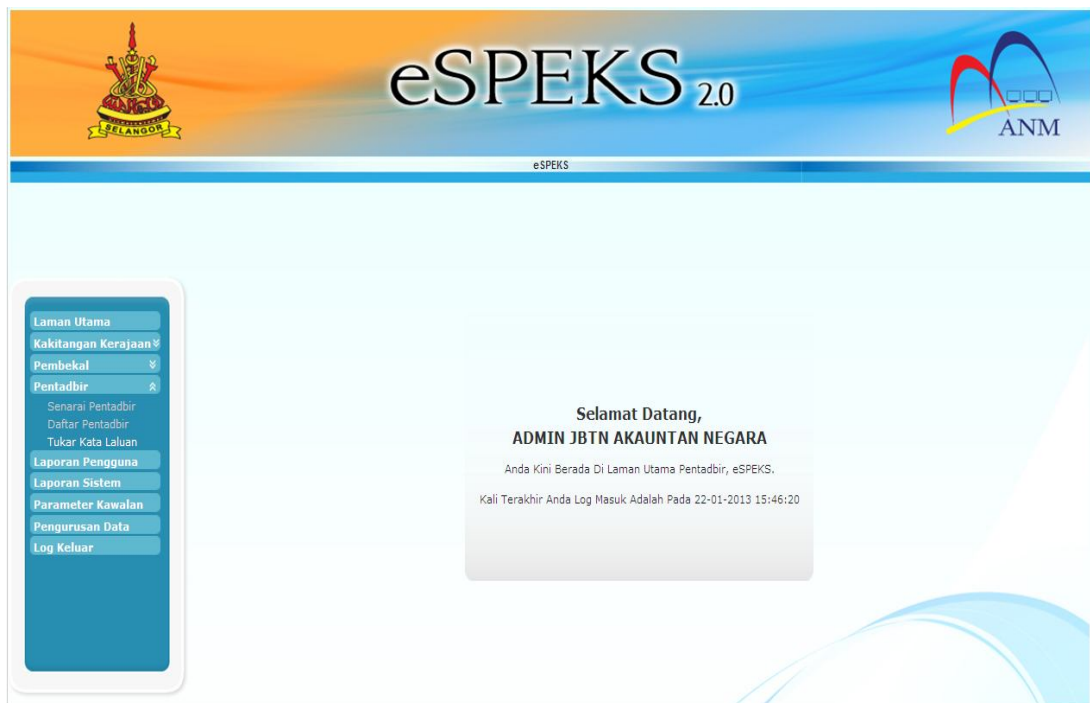 SELANGOR
eSPEKS 2.0
ANM
eSPEKS
Laman Utama
Kakitangan Kerajaan
Pembekal
Pentadbir
Senarai Pentadbir
Daftar Pentadbir
Tukar Kata Laluan
Laporan Pengguna
Laporan Sistem
Parameter Kawalan
Pengurusan Data
Log Keluar
Selamat Datang,
ADMIN JBTN AKAUNTAN NEGARA
Anda Kini Berada Di Laman Utama Pentadbir, eSPEKS.
Kali Terakhir Anda Log Masuk Adalah Pada 22-01-2013 15:46:20